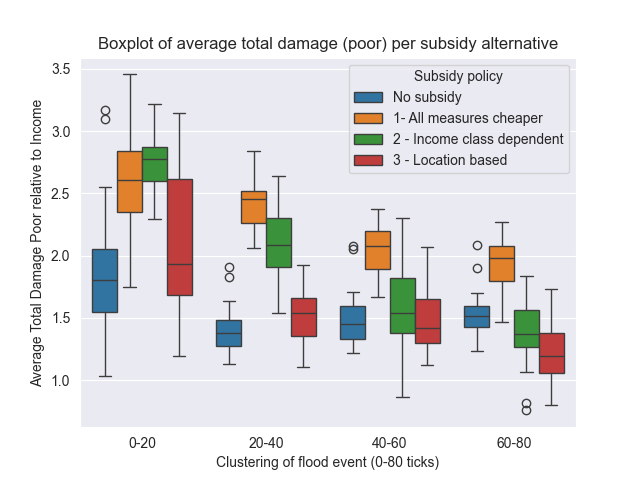 Boxplot of average total damage (poor) per subsidy alternative
Subsidy policy
No subsidy
1- All measures cheaper
2 - Income class dependent
3 - Location based
Average Total Damage Poor relative to Income
3.5
3.0
2.5
2.0
1.5
1.0
0-20
20-40
40-60
60-80
Clustering of flood event (0-80 ticks)